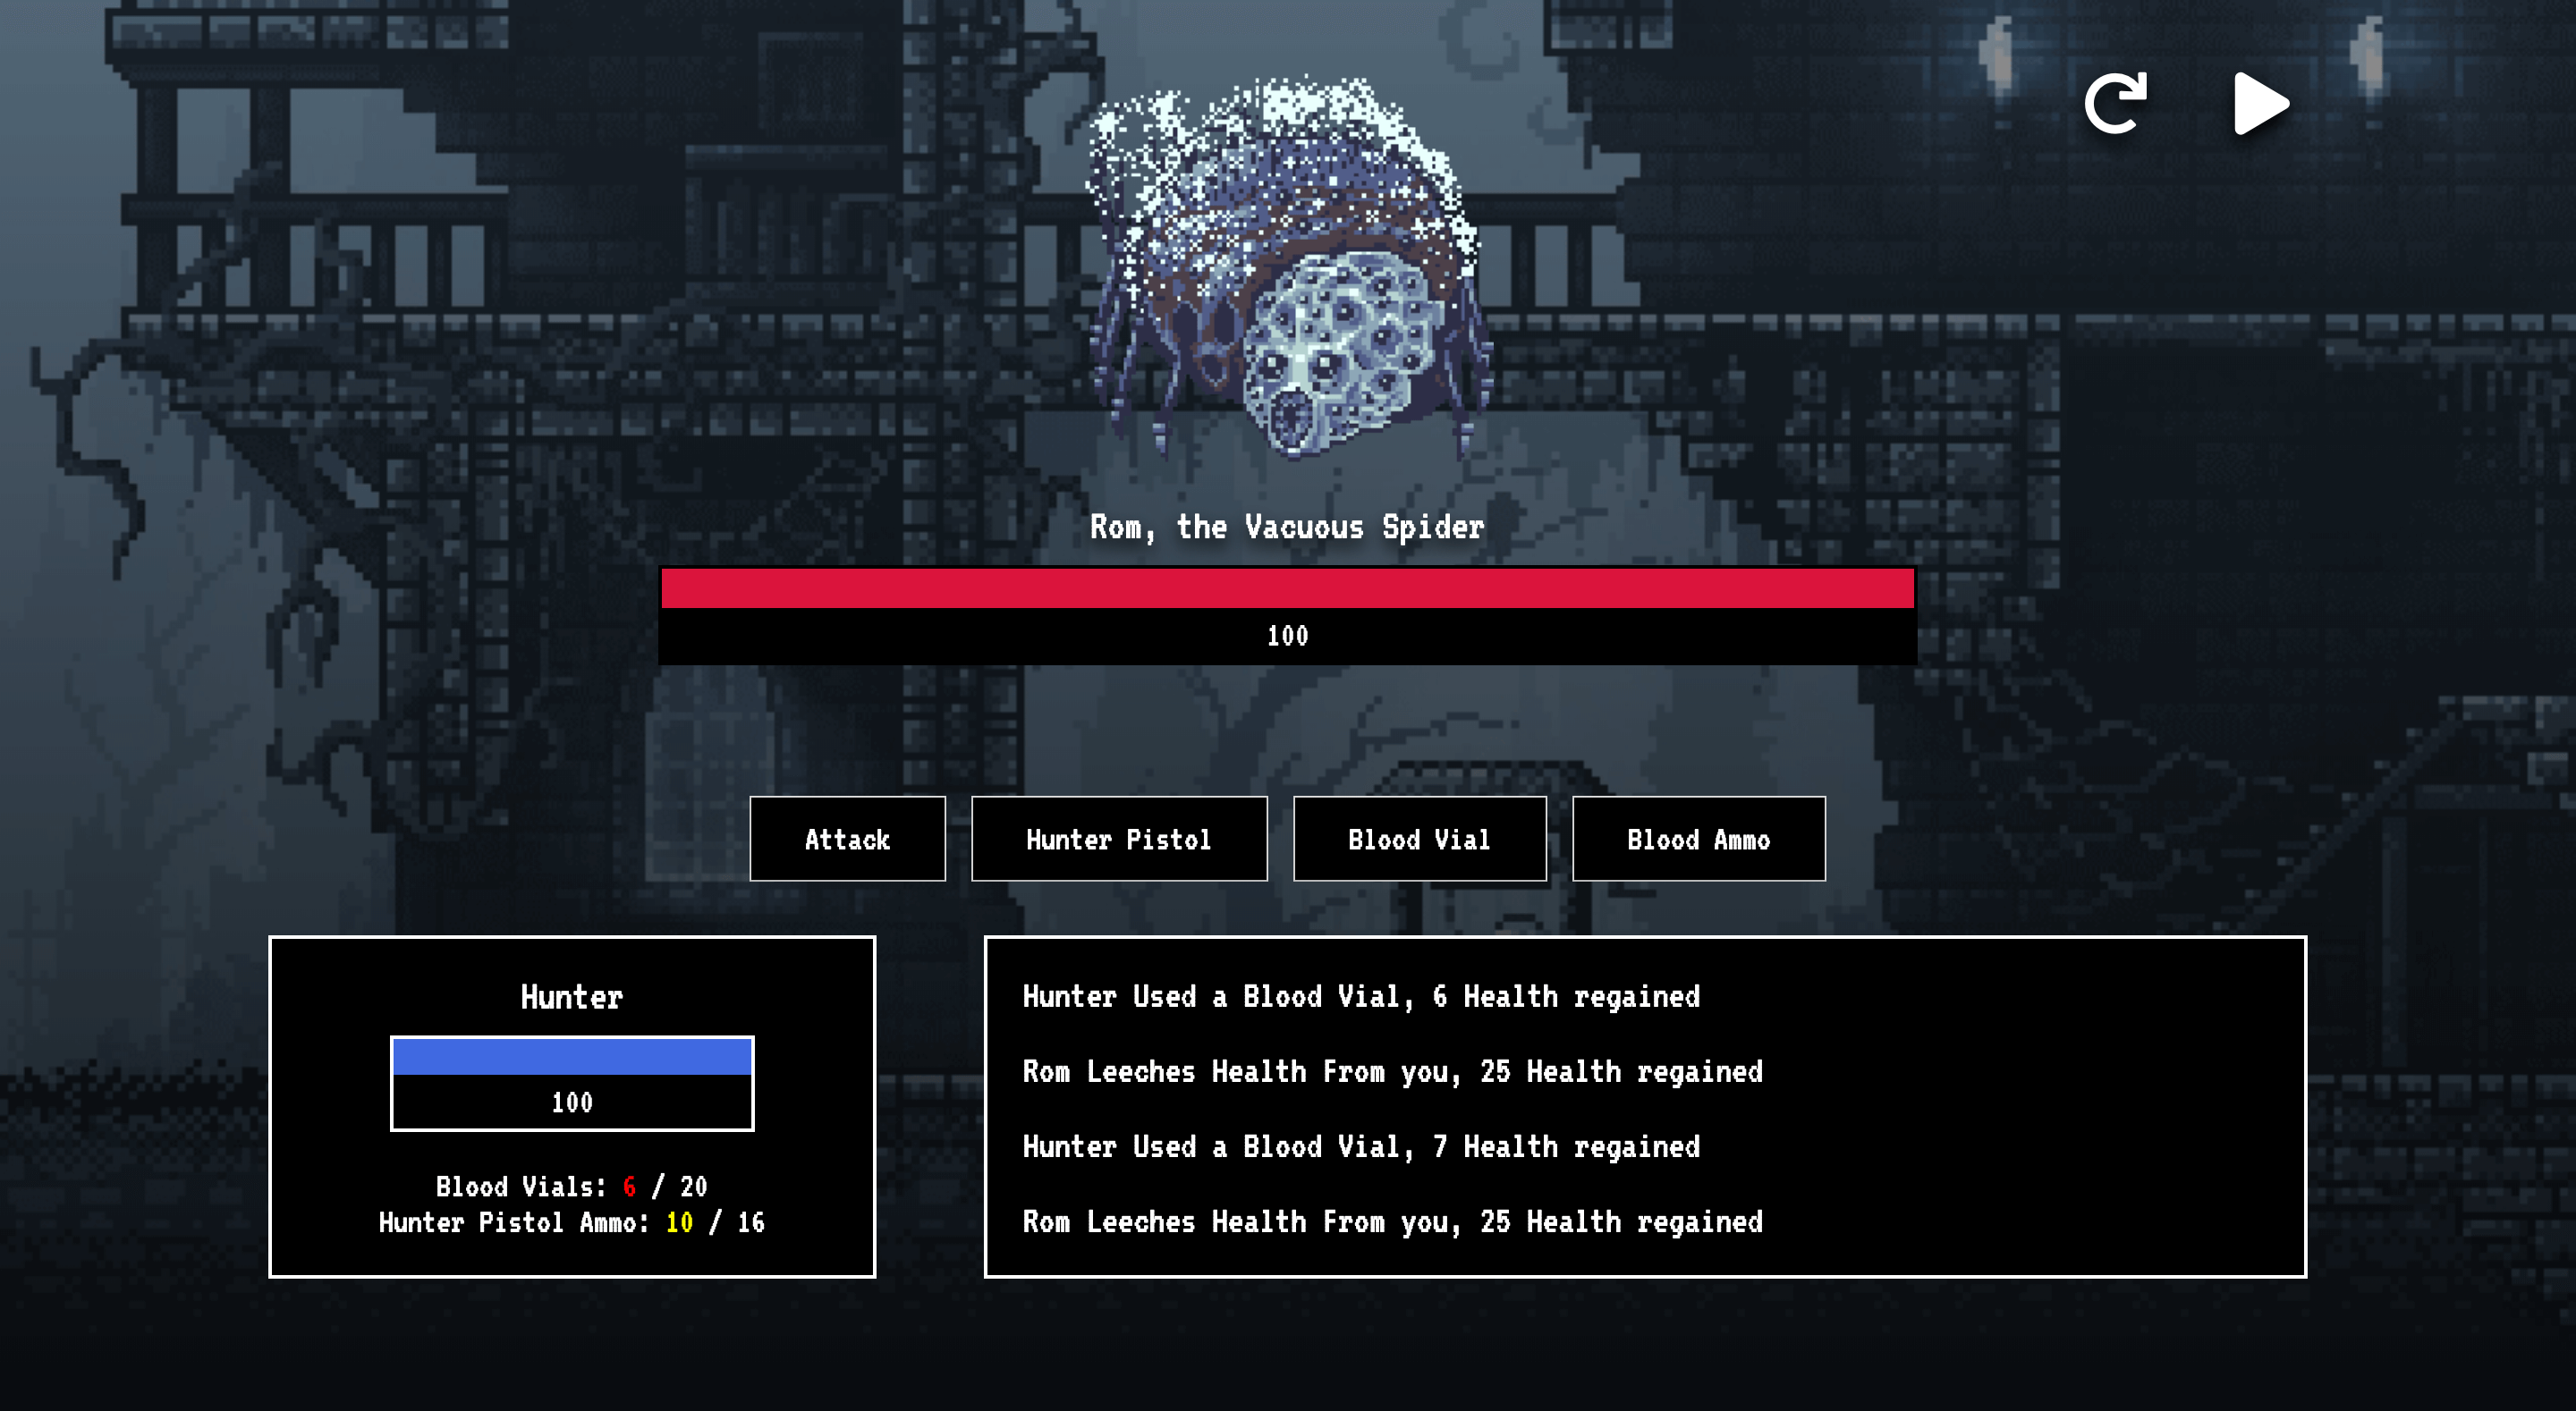 Rom, the Vacuous Spider
100
Attack
Hunter Pistol
Blood Vial
Blood Ammo
Hunter
100
Blood Vials: 6 / 20
Hunter Pistol Ammo: 10 / 16
Hunter Used a Blood Vial, 6 Health regained
Rom Leeches Health From you, 25 Health regained
Hunter Used a Blood Vial, 7 Health regained
Rom Leeches Health From you, 25 Health regained